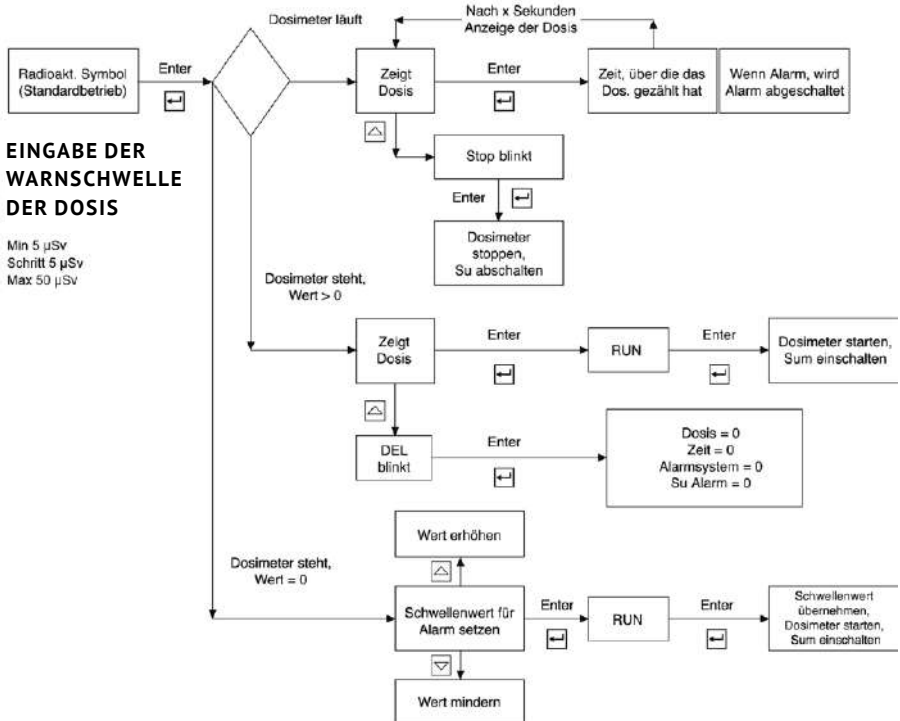 Dosimeter läuft
Nach x Sekunden
Anzeige der Dosis
Radioakt. Symbol
(Standardbetrieb)
Enter
Zeigt
Dosis
Enter
Zeit, über die das
Dos. gezählt hat
Wenn Alarm, wird
Alarm abgeschaltet
EINGABE DER
WARNSCHWELLE
DER DOSIS
Min 5 µSv
Schritt 5 µSv
Max 50 µSv
Stop blinkt
Enter
Dosimeter
stoppen,
Su abschalten
Dosimeter steht,
Wert > 0
Zeigt
Dosis
Enter
RUN
Enter
Dosimeter starten,
Sum einschalten
DEL
blinkt
Enter
Dosis = 0
Zeit = 0
Alarmsystem = 0
Su Alarm = 0
Dosimeter steht,
Wert = 0
Wert erhöhen
Schwellenwert für
Alarm setzen
Enter
RUN
Enter
Schwellenwert
übernehmen,
Dosimeter starten,
Sum einschalten
Wert mindern